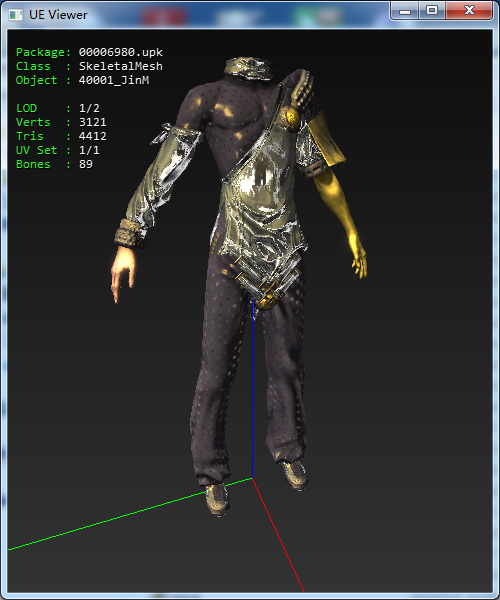 UE Viewer
Package: 00006980.upk
Class : SkeletalMesh
Object : 40001_JinM
LOD : 1/2
Verts : 3121
Tris : 4412
UV Set : 1/1
Bones : 89